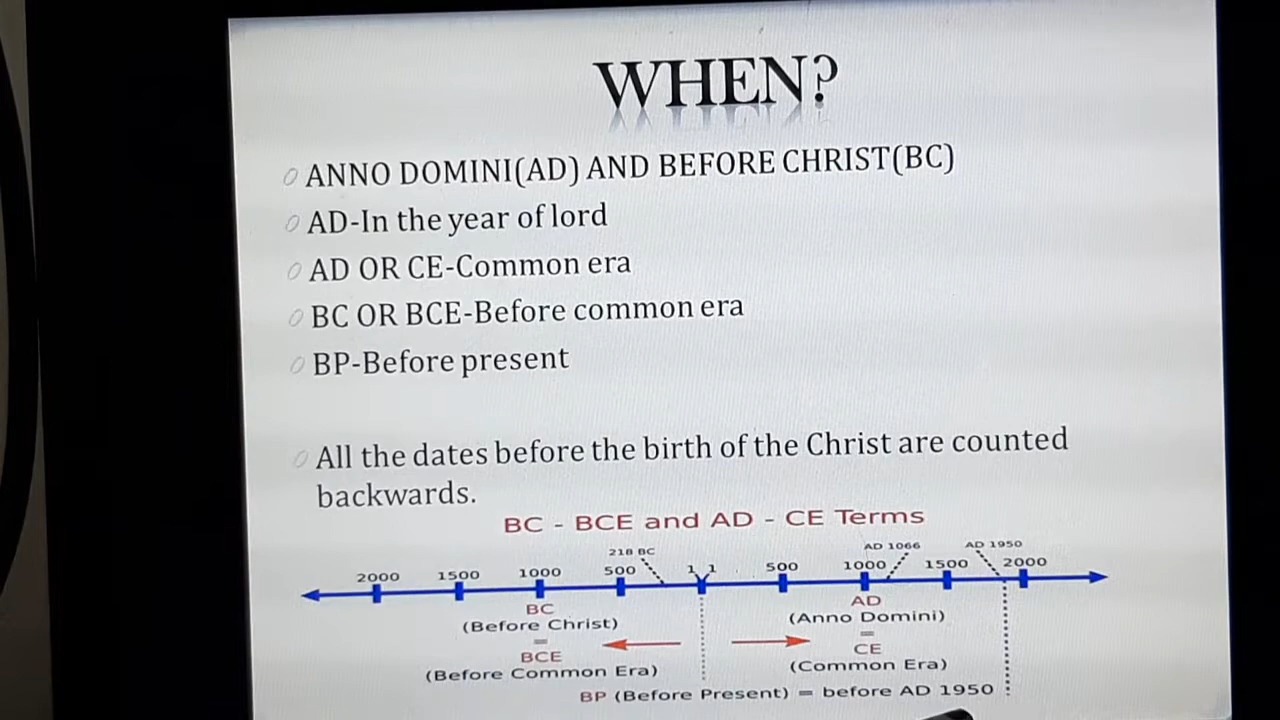 WHEN?
ANNO DOMINI(AD) AND BEFORE CHRIST(BC)
AD-In the year of lord
AD OR CE-Common era
BC OR BCE-Before common era
BP-Before present
All the dates before the birth of the Christ are counted
backwards.
BC - BCE and AD - CE Terms
218 BC AD 1066 AD 1950
2000 1500 1000 500 1 1 500 1000 1500 2000
BC AD
(Before Christ) (Anno Domini)
= =
BCE CE
(Before Common Era) (Common Era)
BP (Before Present) = before AD 1950